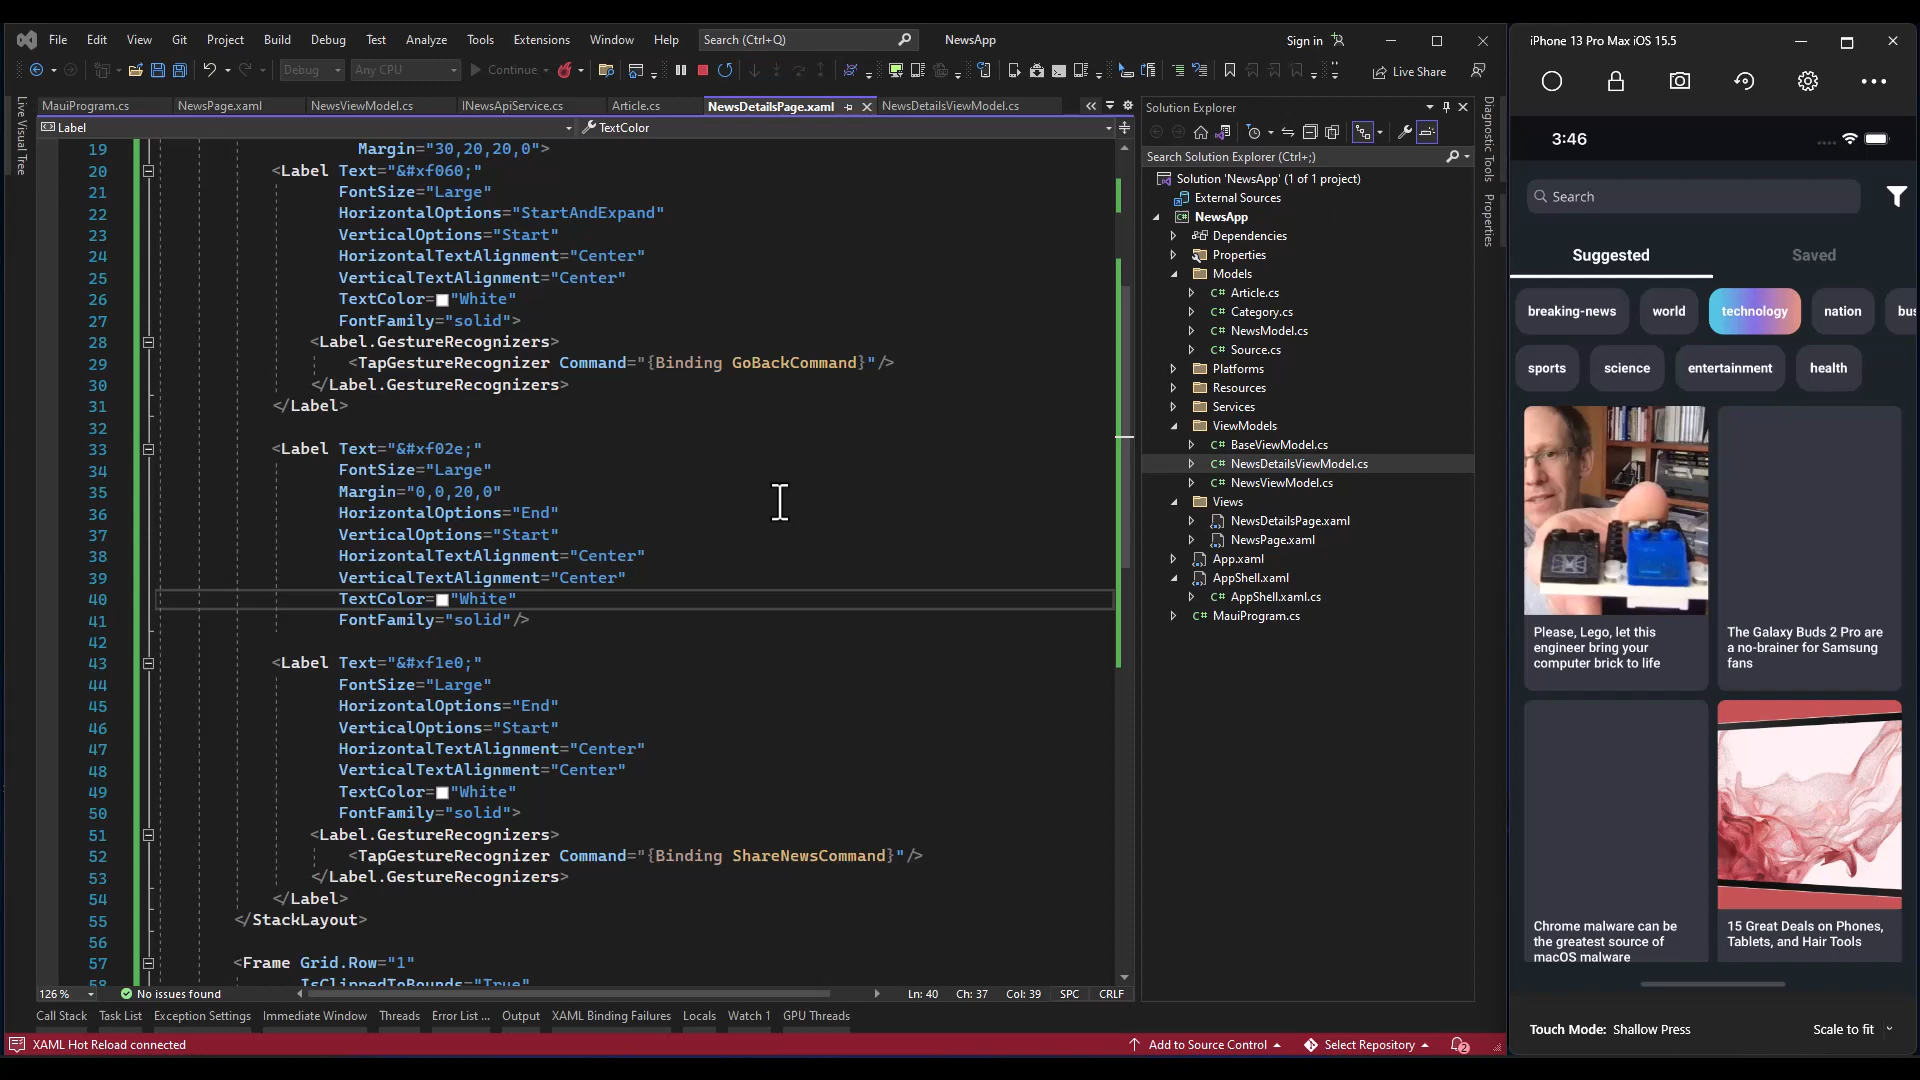 File Edit View Git Project Build Debug Test Analyze Tools Extensions Window Help Search (Ctrl+Q) NewsApp Sign in
Debug Any CPU Continue Live Share
MauiProgram.cs NewsPage.xaml NewsViewModel.cs INewsApiService.cs Article.cs NewsDetailsPage.xaml NewsDetailsViewModel.cs
Label TextColor
Live Visual Tree
19 Margin="30,20,20,0">
20 <Label Text="&#xf060;"
21 FontSize="Large"
22 HorizontalOptions="StartAndExpand"
23 VerticalOptions="Start"
24 HorizontalTextAlignment="Center"
25 VerticalTextAlignment="Center"
26 TextColor="White"
27 FontFamily="solid">
28 <Label.GestureRecognizers>
29 <TapGestureRecognizer Command="{Binding GoBackCommand}"/>
30 </Label.GestureRecognizers>
31 </Label>
32
33 <Label Text="&#xf02e;"
34 FontSize="Large"
35 Margin="0,0,20,0"
36 HorizontalOptions="End"
37 VerticalOptions="Start"
38 HorizontalTextAlignment="Center"
39 VerticalTextAlignment="Center"
40 TextColor="White"
41 FontFamily="solid"/>
42
43 <Label Text="&#xf1e0;"
44 FontSize="Large"
45 HorizontalOptions="End"
46 VerticalOptions="Start"
47 HorizontalTextAlignment="Center"
48 VerticalTextAlignment="Center"
49 TextColor="White"
50 FontFamily="solid">
51 <Label.GestureRecognizers>
52 <TapGestureRecognizer Command="{Binding ShareNewsCommand}"/>
53 </Label.GestureRecognizers>
54 </Label>
55 </StackLayout>
56
57 <Frame Grid.Row="1"
58 IsClippedToBounds="True"
126 % No issues found Ln: 40 Ch: 37 Col: 39 SPC CRLF
Call Stack Task List Exception Settings Immediate Window Threads Error List ... Output XAML Binding Failures Locals Watch 1 GPU Threads
XAML Hot Reload connected Add to Source Control Select Repository 2
Solution Explorer
Search Solution Explorer (Ctrl+;)
Solution 'NewsApp' (1 of 1 project)
External Sources
NewsApp
Dependencies
Properties
Models
C# Article.cs
C# Category.cs
C# NewsModel.cs
C# Source.cs
Platforms
Resources
Services
ViewModels
C# BaseViewModel.cs
C# NewsDetailsViewModel.cs
C# NewsViewModel.cs
Views
NewsDetailsPage.xaml
NewsPage.xaml
App.xaml
AppShell.xaml
C# AppShell.xaml.cs
C# MauiProgram.cs
Diagnostic Tools
Properties
iPhone 13 Pro Max iOS 15.5
3:46
Search
Suggested Saved
breaking-news world technology nation bus
sports science entertainment health
Please, Lego, let this
engineer bring your
computer brick to life
The Galaxy Buds 2 Pro are
a no-brainer for Samsung
fans
Chrome malware can be
the greatest source of
macOS malware
15 Great Deals on Phones,
Tablets, and Hair Tools
Touch Mode: Shallow Press Scale to fit